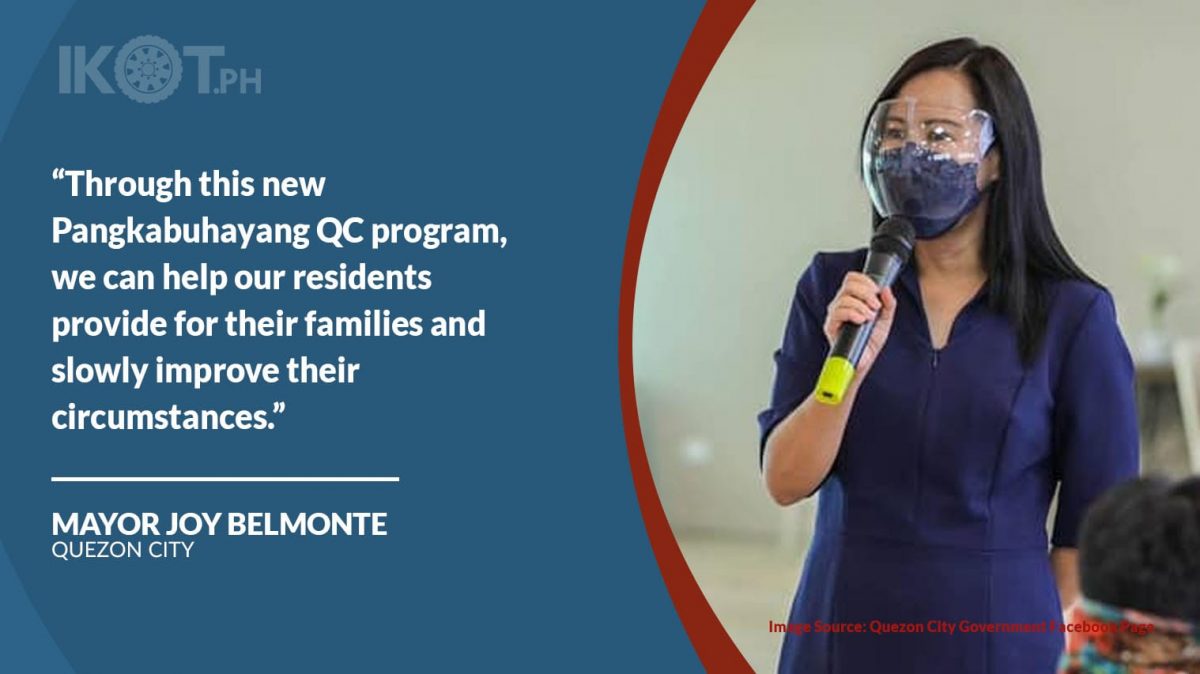 IKOT.PH
“Through this new
Pangkabuhayang QC program,
we can help our residents
provide for their families and
slowly improve their
circumstances.”
MAYOR JOY BELMONTE
QUEZON CITY
Image Source: Quezon City Government Facebook Page